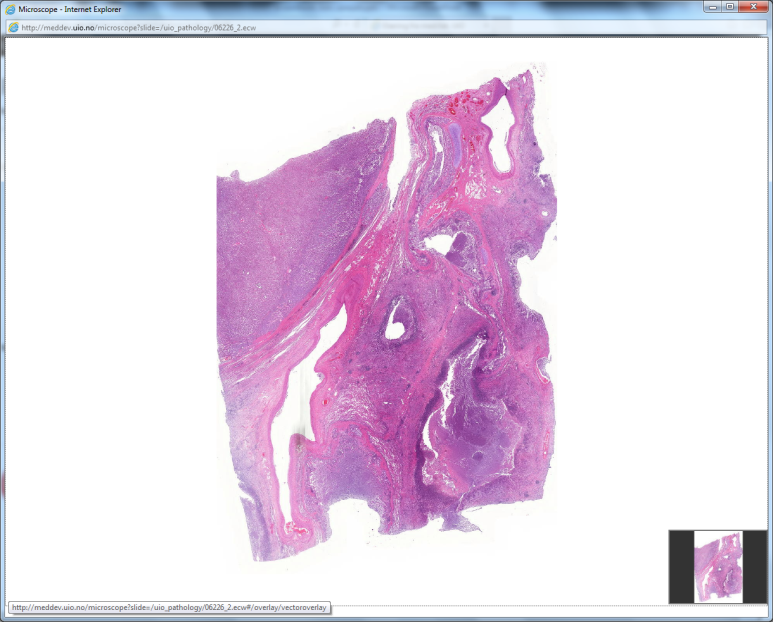 Microscope - Internet Explorer
http://meddev.uio.no/microscope?slide=/uio_pathology/06226_2.ecw
http://meddev.uio.no/microscope?slide=/uio_pathology/06226_2.ecw#/overlay/vectoroverlay